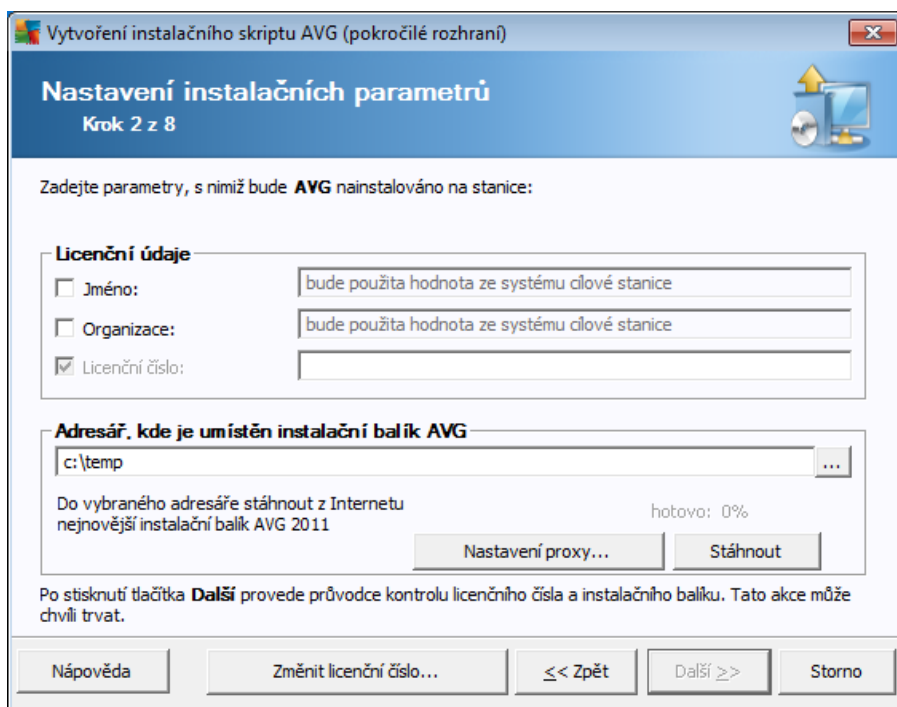 Vytvoření instalačního skriptu AVG (pokročilé rozhraní)
Nastavení instalačních parametrů
Krok 2 z 8
Zadejte parametry, s nimiž bude AVG nainstalováno na stanice:
Licenční údaje
Jméno:
bude použita hodnota ze systému cílové stanice
Organizace:
bude použita hodnota ze systému cílové stanice
Licenční číslo:
Adresář, kde je umístěn instalační balík AVG
c:\temp
...
Do vybraného adresáře stáhnout z Internetu
nejnovější instalační balík AVG 2011
hotovo: 0%
Nastavení proxy...
Stáhnout
Po stisknutí tlačítka Další provede průvodce kontrolu licenčního čísla a instalačního balíku. Tato akce může
chvíli trvat.
Nápověda
Změnit licenční číslo...
<< Zpět
Další >>
Storno